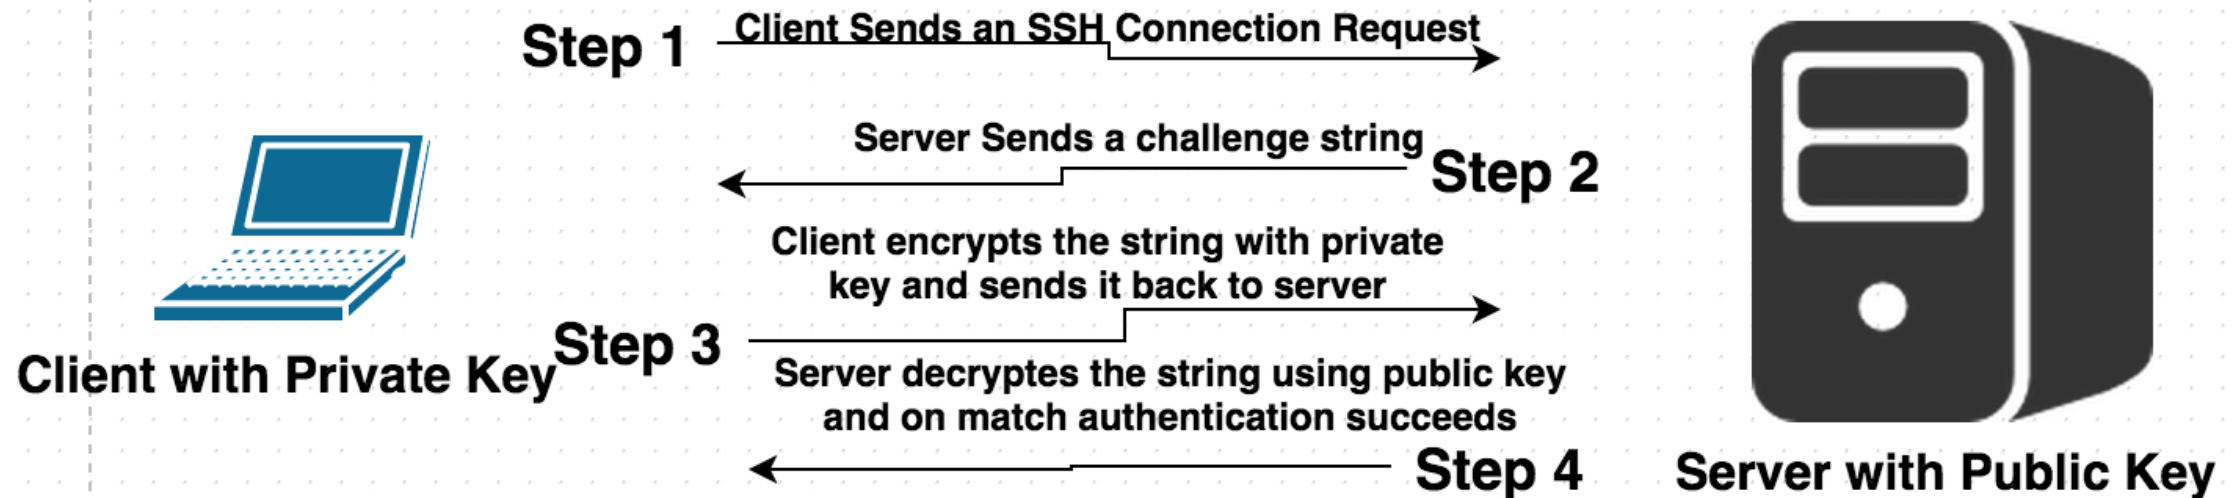 Step 1
Client Sends an SSH Connection Request
Server Sends a challenge string
Step 2
Client encrypts the string with private
key and sends it back to server
Step 3
Client with Private Key
Server decryptes the string using public key
and on match authentication succeeds
Step 4
Server with Public Key